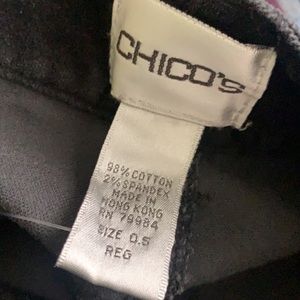 CHICO'S
98% COTTON
2% SPANDEX
MADE IN
HONG KONG
RN 79984
SIZE 0.5
REG